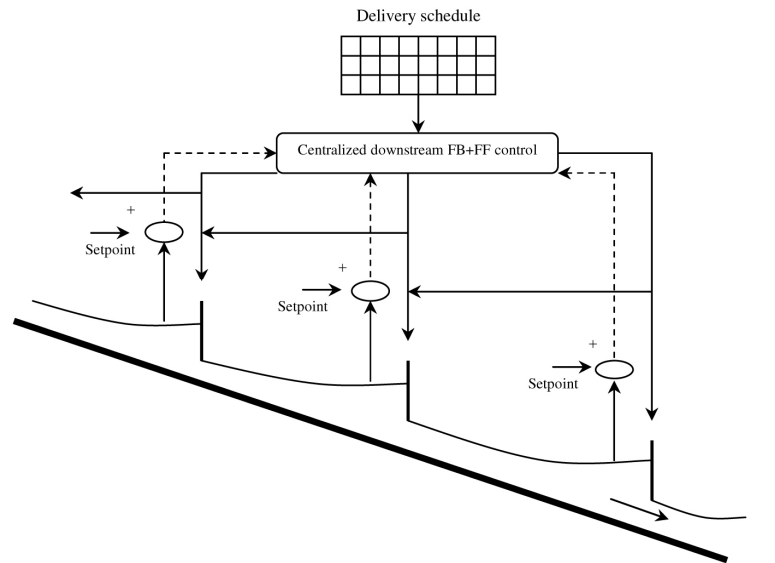 Delivery schedule
Centralized downstream FB+FF control
+
Setpoint
+
Setpoint
+
Setpoint